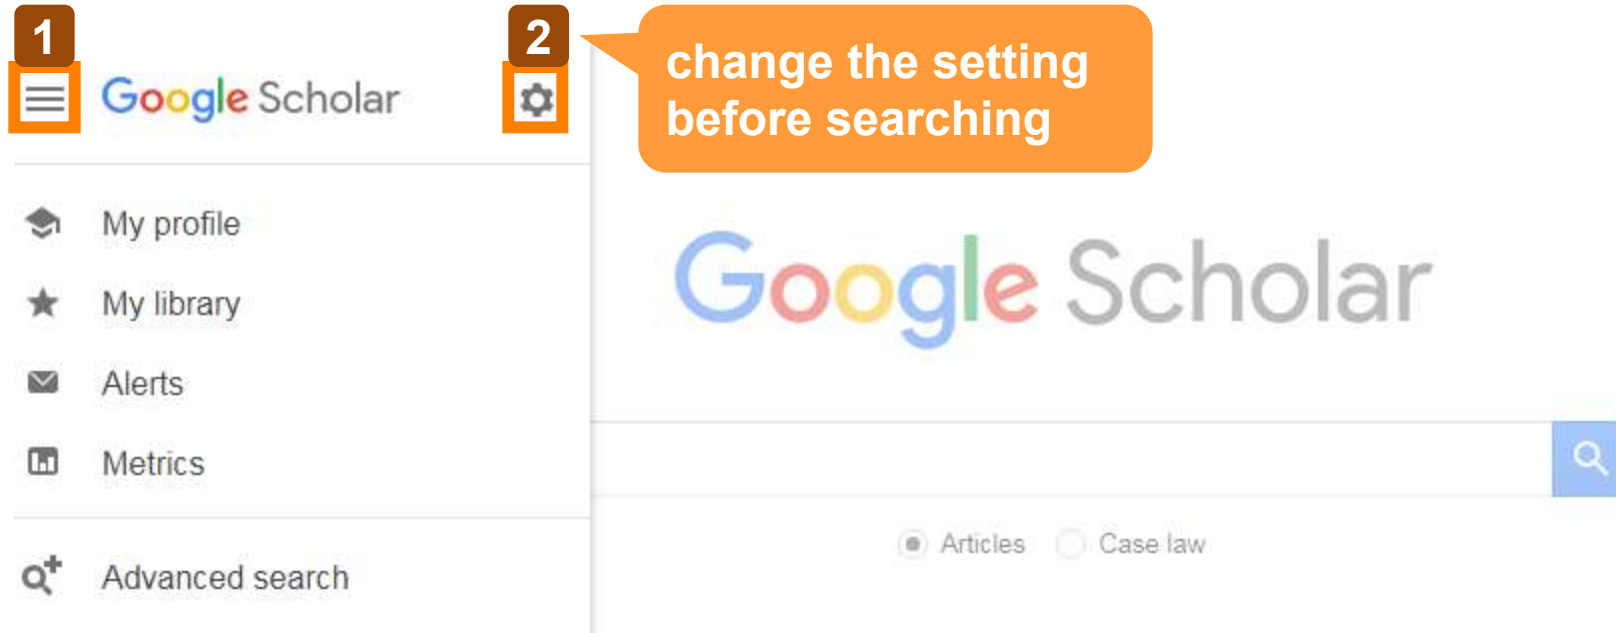 1
2
change the setting
before searching
Google Scholar
My profile
My library
Alerts
Metrics
Advanced search
Google Scholar
Articles
Case law